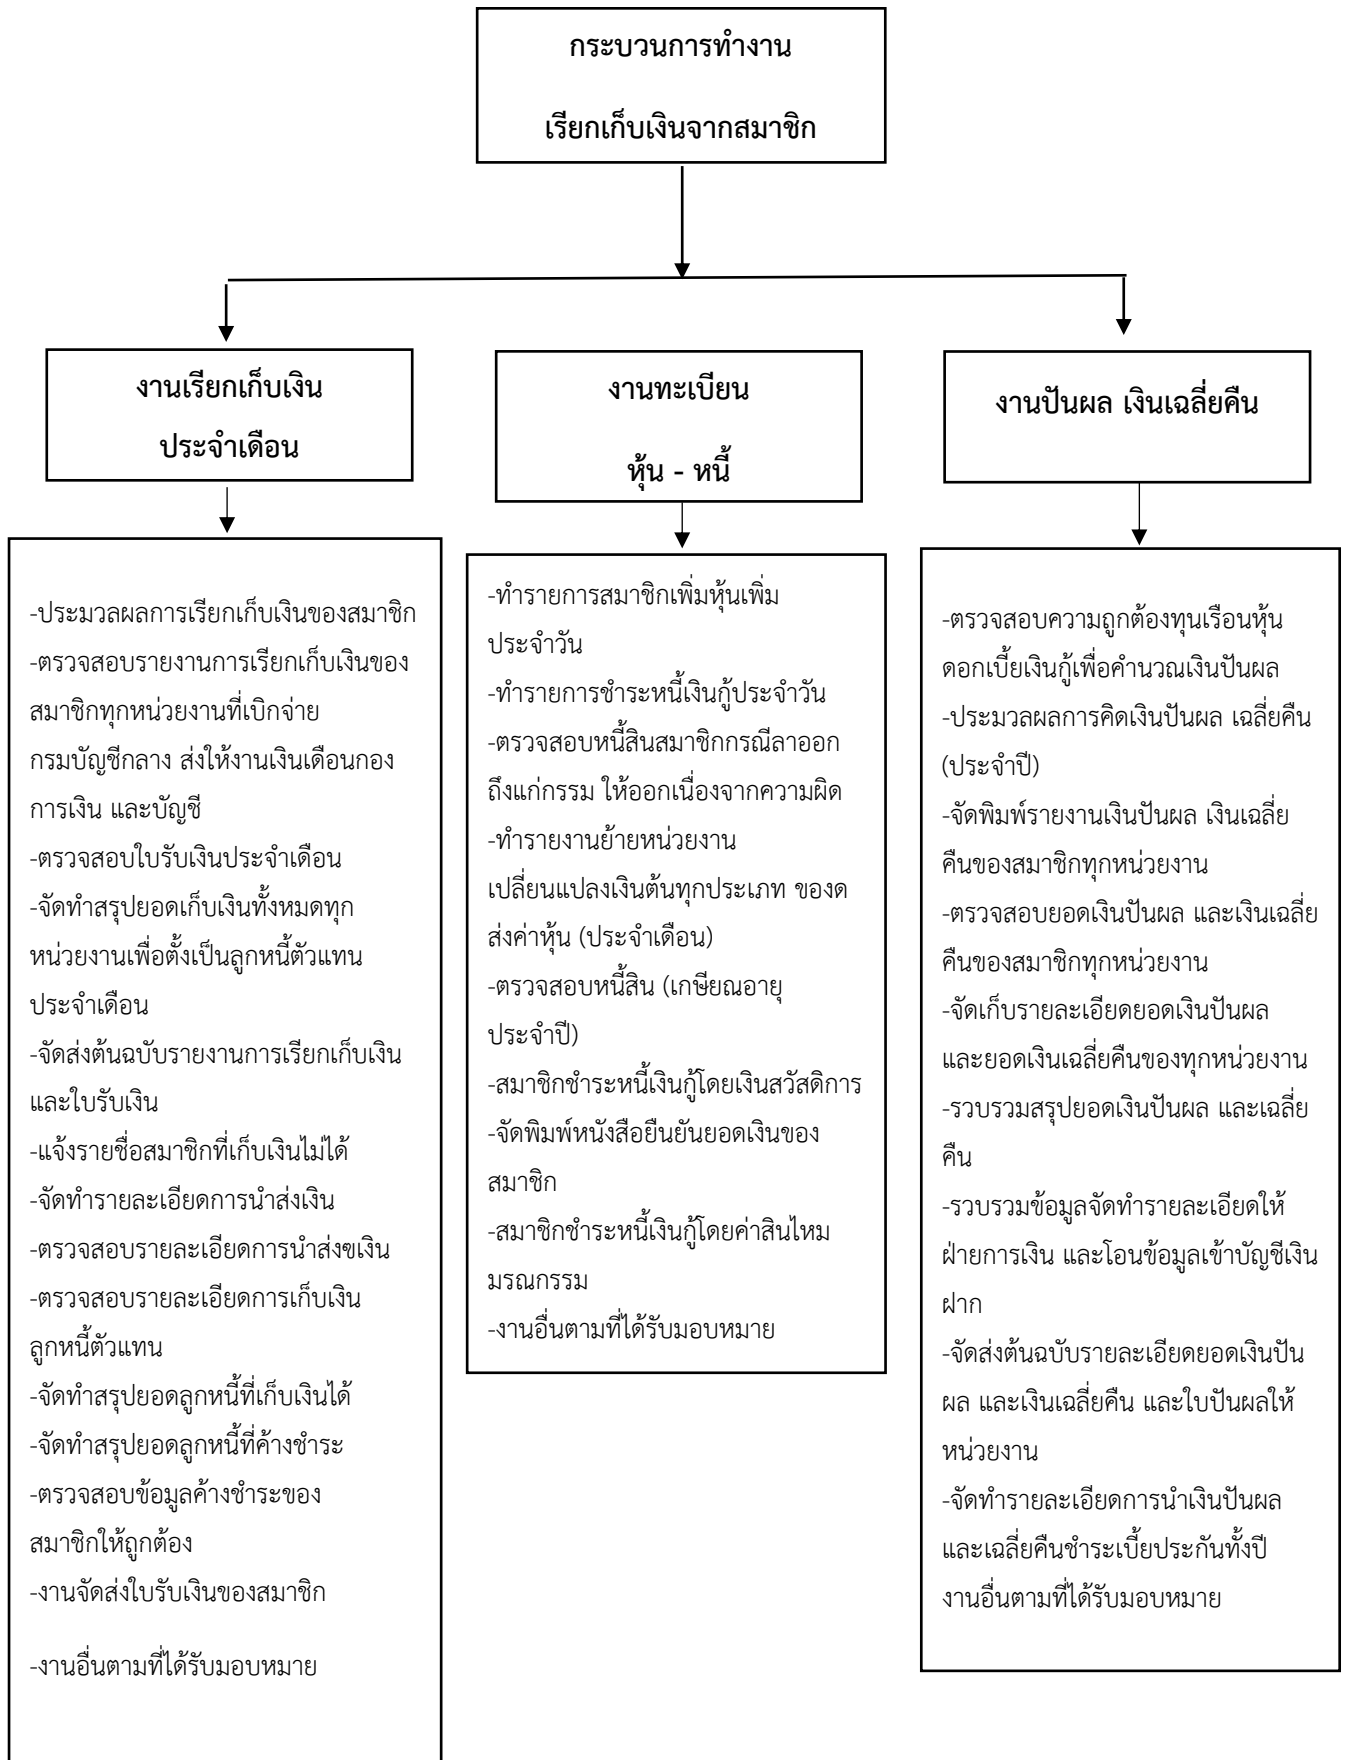 กระบวนการทำงาน
เรียกเก็บเงินจากสมาชิก
งานเรียกเก็บเงิน
ประจำเดือน
-ประมวลผลการเรียกเก็บเงินของสมาชิก
-ตรวจสอบรายงานการเรียกเก็บเงินของ
สมาชิกทุกหน่วยงานที่เบิกจ่าย
กรมบัญชีกลาง ส่งให้งานเงินเดือนกอง
การเงิน และบัญชี
-ตรวจสอบใบรับเงินประจำเดือน
-จัดทำสรุปยอดเก็บเงินทั้งหมดทุก
หน่วยงานเพื่อตั้งเป็นลูกหนี้ตัวแทน
ประจำเดือน
-จัดส่งต้นฉบับรายงานการเรียกเก็บเงิน
และใบรับเงิน
-แจ้งรายชื่อสมาชิกที่เก็บเงินไม่ได้
-จัดทำรายละเอียดการนำส่งเงิน
-ตรวจสอบรายละเอียดการนำส่งฃเงิน
-ตรวจสอบรายละเอียดการเก็บเงิน
ลูกหนี้ตัวแทน
-จัดทำสรุปยอดลูกหนี้ที่เก็บเงินได้
-จัดทำสรุปยอดลูกหนี้ที่ค้างชำระ
-ตรวจสอบข้อมูลค้างชำระของ
สมาชิกให้ถูกต้อง
-งานจัดส่งใบรับเงินของสมาชิก
-งานอื่นตามที่ได้รับมอบหมาย
งานทะเบียน
หุ้น - หนี้
-ทำรายการสมาชิกเพิ่มหุ้นเพิ่ม
ประจำวัน
-ทำรายการชำระหนี้เงินกู้ประจำวัน
-ตรวจสอบหนี้สินสมาชิกกรณีลาออก
ถึงแก่กรรม ให้ออกเนื่องจากความผิด
-ทำรายงานย้ายหน่วยงาน
เปลี่ยนแปลงเงินต้นทุกประเภท ของด
ส่งค่าหุ้น (ประจำเดือน)
-ตรวจสอบหนี้สิน (เกษียณอายุ
ประจำปี)
-สมาชิกชำระหนี้เงินกู้โดยเงินสวัสดิการ
-จัดพิมพ์หนังสือยืนยันยอดเงินของ
สมาชิก
-สมาชิกชำระหนี้เงินกู้โดยค่าสินไหม
มรณกรรม
-งานอื่นตามที่ได้รับมอบหมาย
งานปันผล เงินเฉลี่ยคืน
-ตรวจสอบความถูกต้องทุนเรือนหุ้น
ดอกเบี้ยเงินกู้เพื่อคำนวณเงินปันผล
-ประมวลผลการคิดเงินปันผล เฉลี่ยคืน
(ประจำปี)
-จัดพิมพ์รายงานเงินปันผล เงินเฉลี่ย
คืนของสมาชิกทุกหน่วยงาน
-ตรวจสอบยอดเงินปันผล และเงินเฉลี่ย
คืนของสมาชิกทุกหน่วยงาน
-จัดเก็บรายละเอียดยอดเงินปันผล
และยอดเงินเฉลี่ยคืนของทุกหน่วยงาน
-รวบรวมสรุปยอดเงินปันผล และเฉลี่ย
คืน
-รวบรวมข้อมูลจัดทำรายละเอียดให้
ฝ่ายการเงิน และโอนข้อมูลเข้าบัญชีเงิน
ฝาก
-จัดส่งต้นฉบับรายละเอียดยอดเงินปัน
ผล และเงินเฉลี่ยคืน และใบปันผลให้
หน่วยงาน
-จัดทำรายละเอียดการนำเงินปันผล
และเฉลี่ยคืนชำระเบี้ยประกันทั้งปี
งานอื่นตามที่ได้รับมอบหมาย